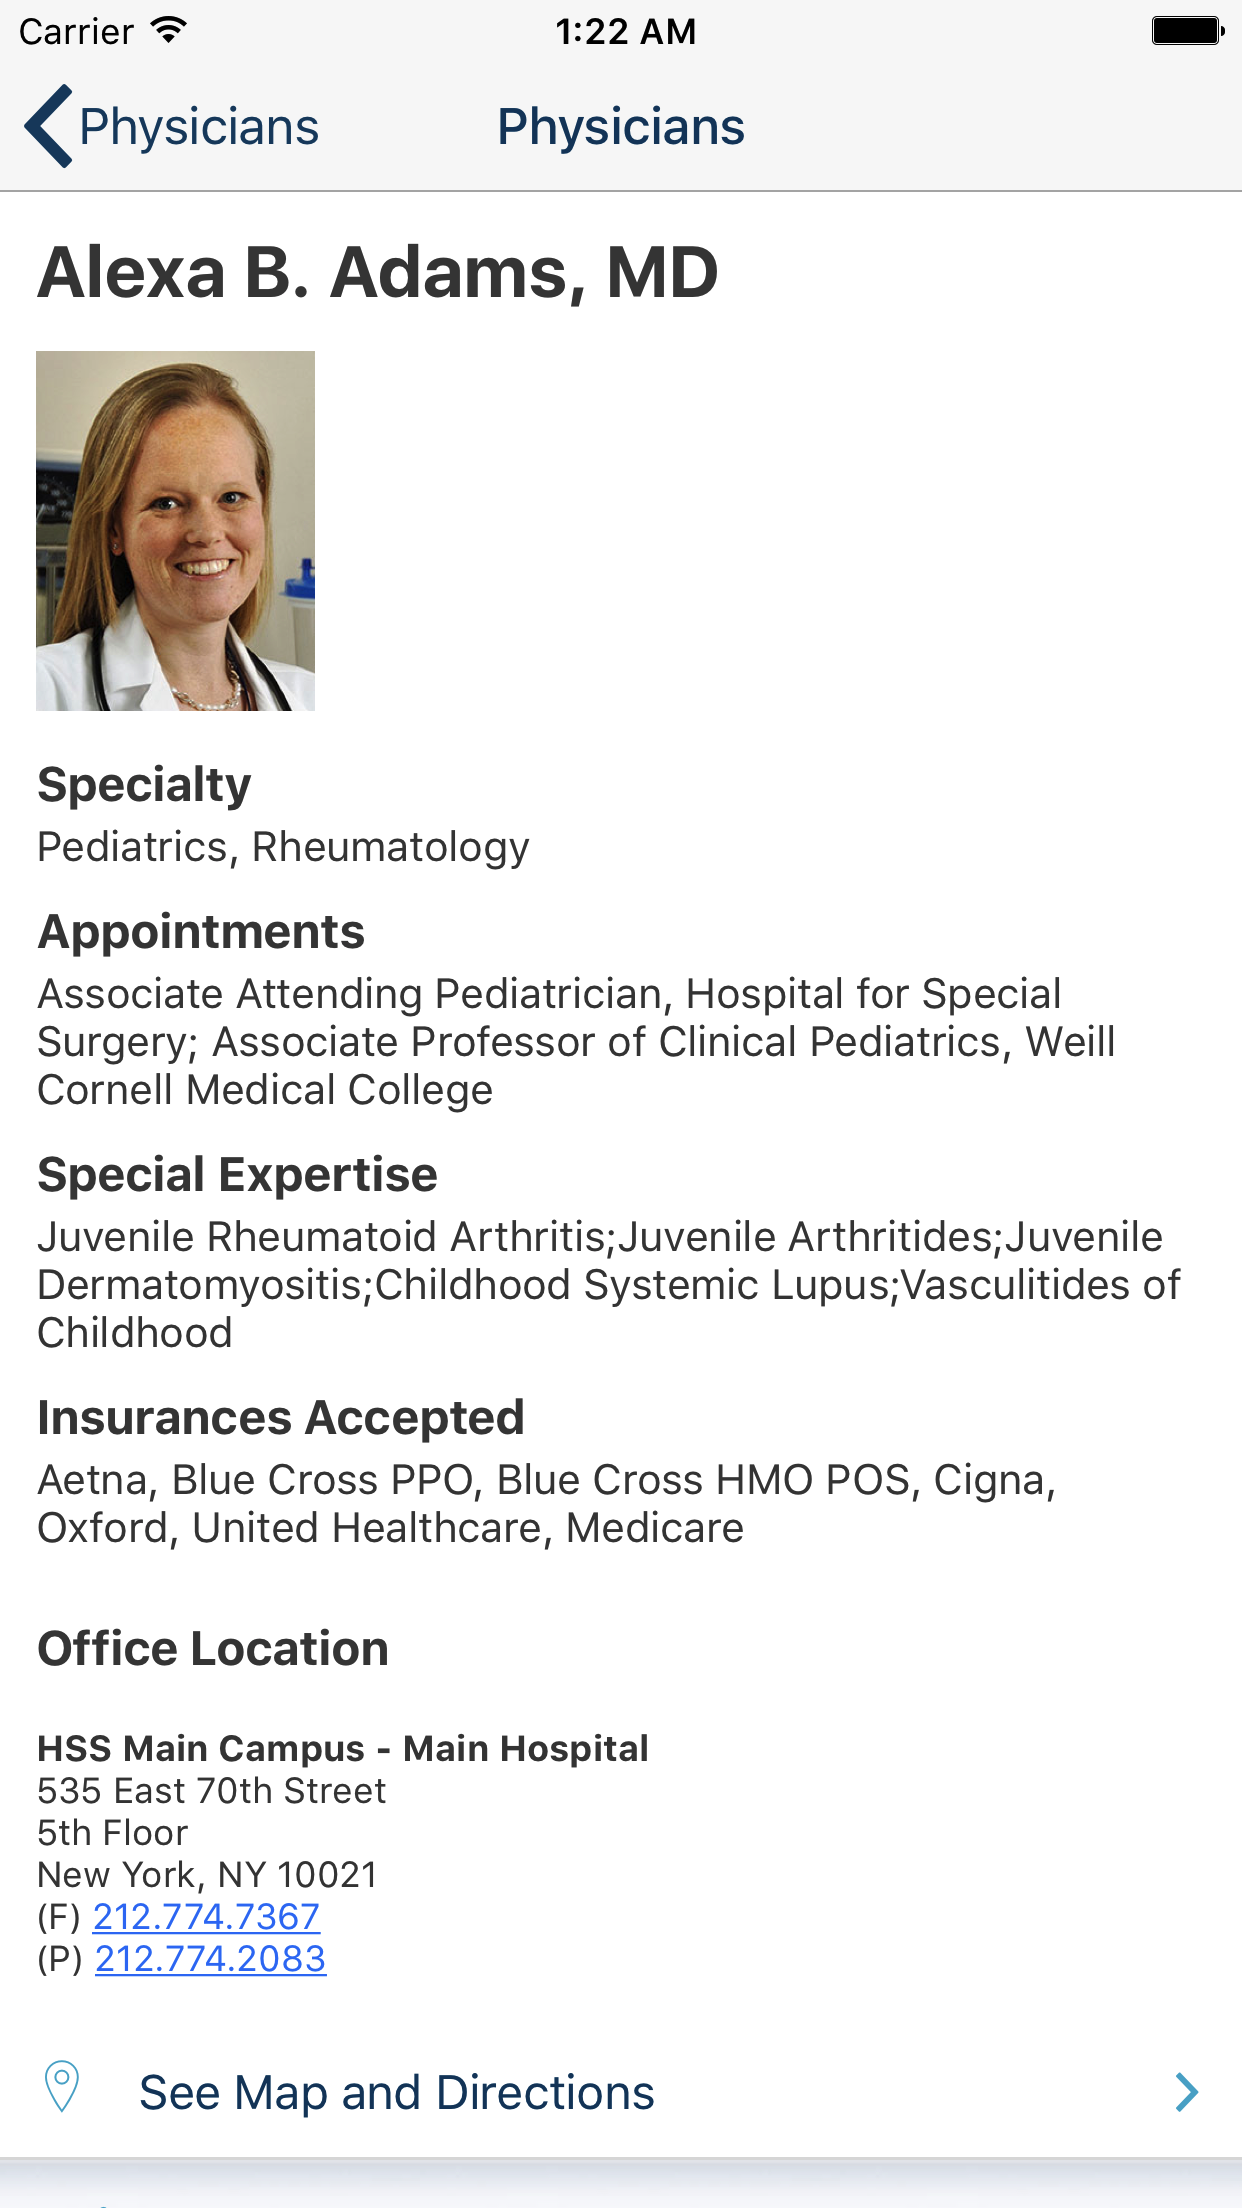 Carrier 1:22 AM
Physicians Physicians
Alexa B. Adams, MD
Specialty
Pediatrics, Rheumatology
Appointments
Associate Attending Pediatrician, Hospital for Special
Surgery; Associate Professor of Clinical Pediatrics, Weill
Cornell Medical College
Special Expertise
Juvenile Rheumatoid Arthritis;Juvenile Arthritides;Juvenile
Dermatomyositis;Childhood Systemic Lupus;Vasculitides of
Childhood
Insurances Accepted
Aetna, Blue Cross PPO, Blue Cross HMO POS, Cigna,
Oxford, United Healthcare, Medicare
Office Location
HSS Main Campus - Main Hospital
535 East 70th Street
5th Floor
New York, NY 10021
(F) 212.774.7367
(P) 212.774.2083
See Map and Directions